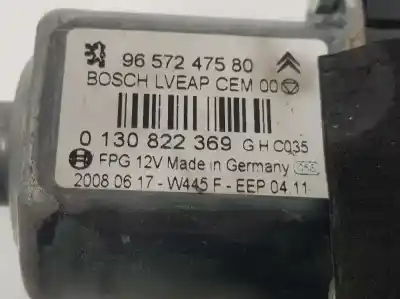 96 572 475 80
BOSCH LVEAP CEM 00
0 130 822 369 G H C035
FPG 12V Made in Germany
2008 06 17 - W445 F - EEP 04.11